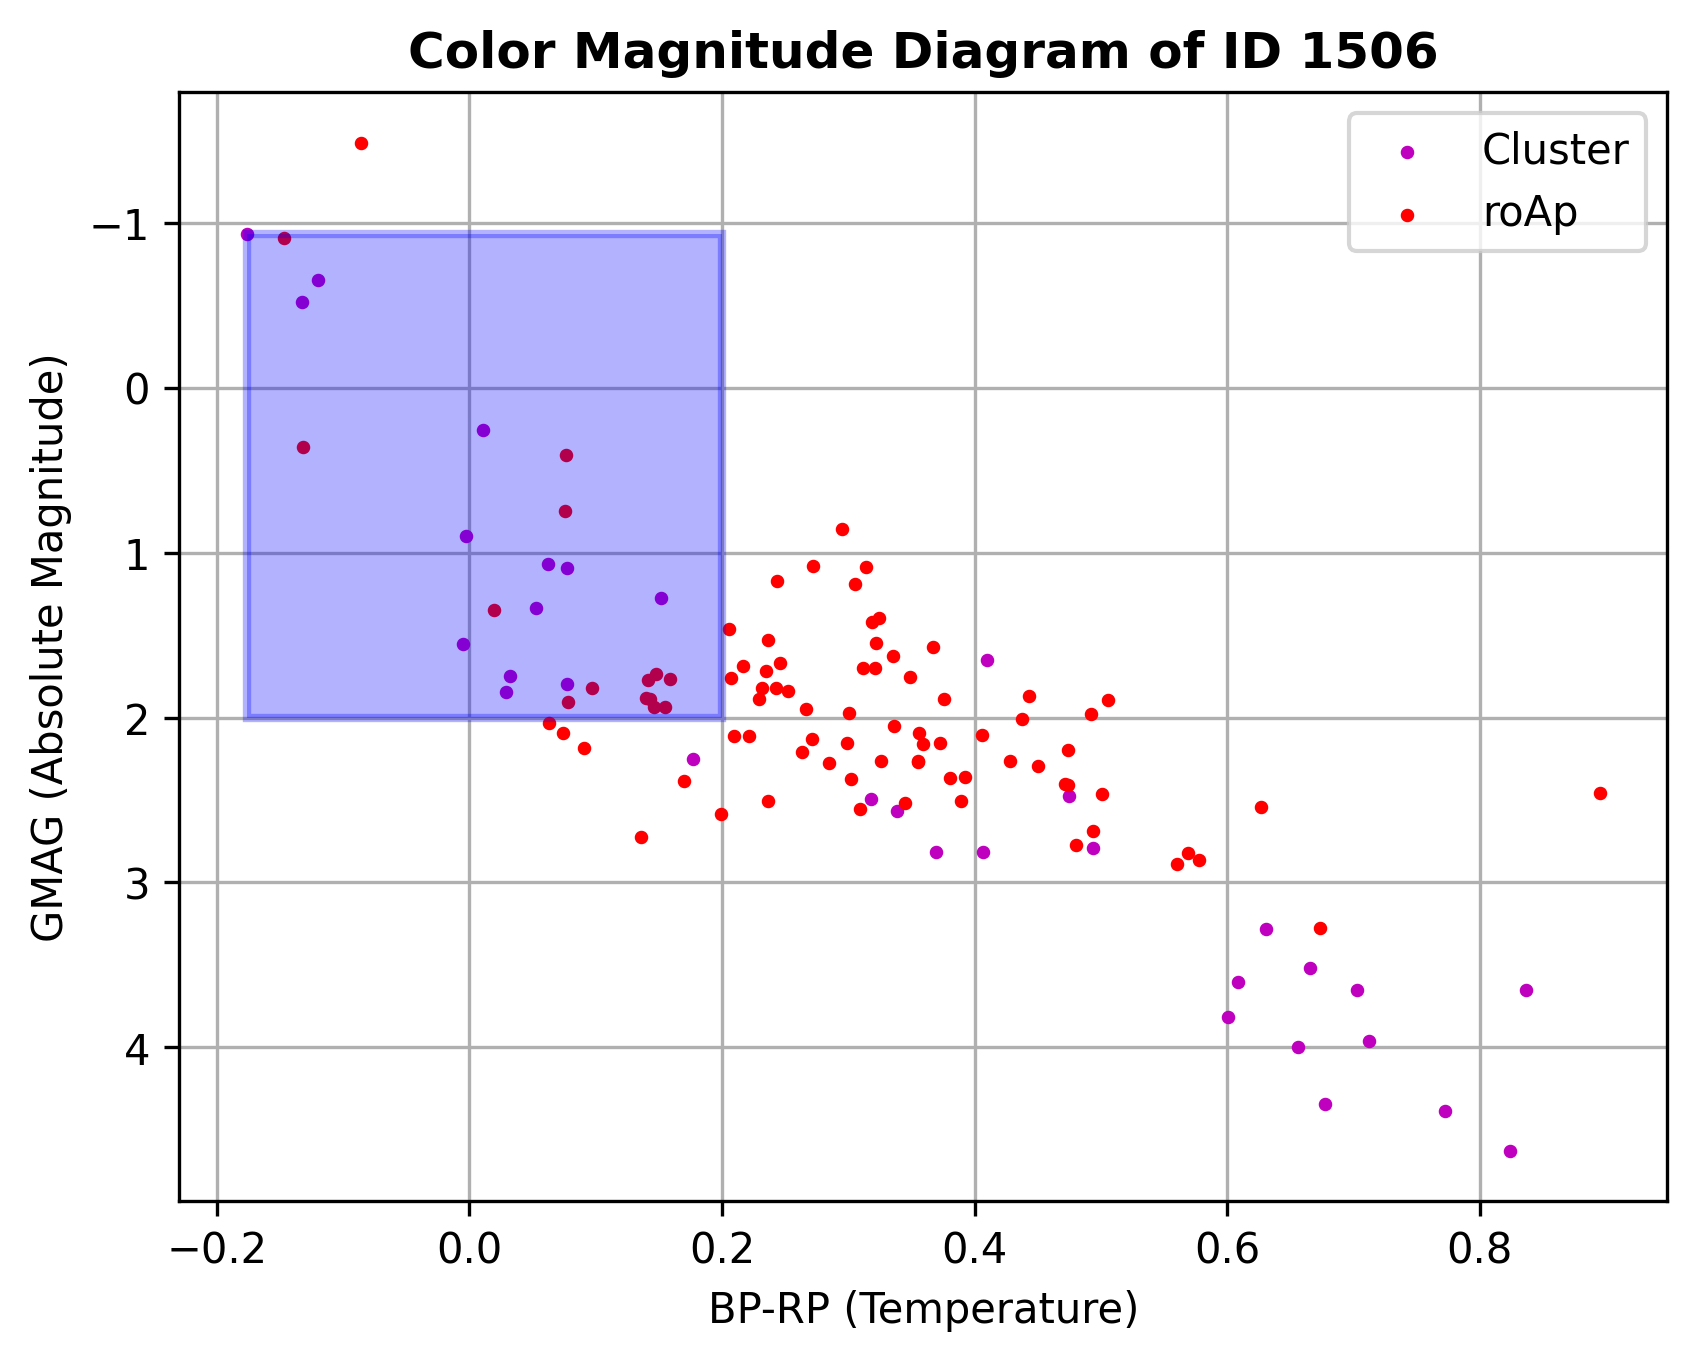 Color Magnitude Diagram of ID 1506
Cluster
roAp
GMAG (Absolute Magnitude)
−1
0
1
2
3
4
−0.2 0.0 0.2 0.4 0.6 0.8
BP-RP (Temperature)